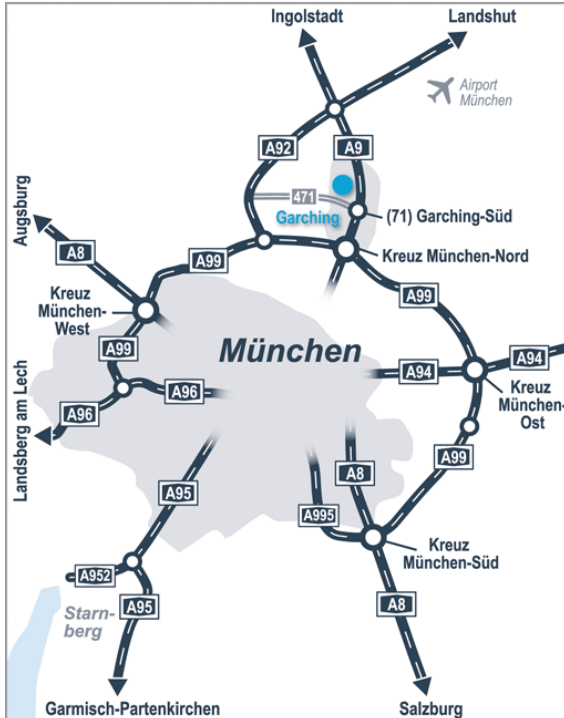 Ingolstadt
Landshut
Airport
München
A92
A9
471
Garching
(71) Garching-Süd
Augsburg
A8
A99
Kreuz München-Nord
Kreuz
München-
West
A99
A99
München
A94
A94
Kreuz
München-
Ost
Landsberg am Lech
A96
A96
A99
A95
A8
A995
Kreuz
München-Süd
A952
Starn-
berg
A95
A8
Garmisch-Partenkirchen
Salzburg